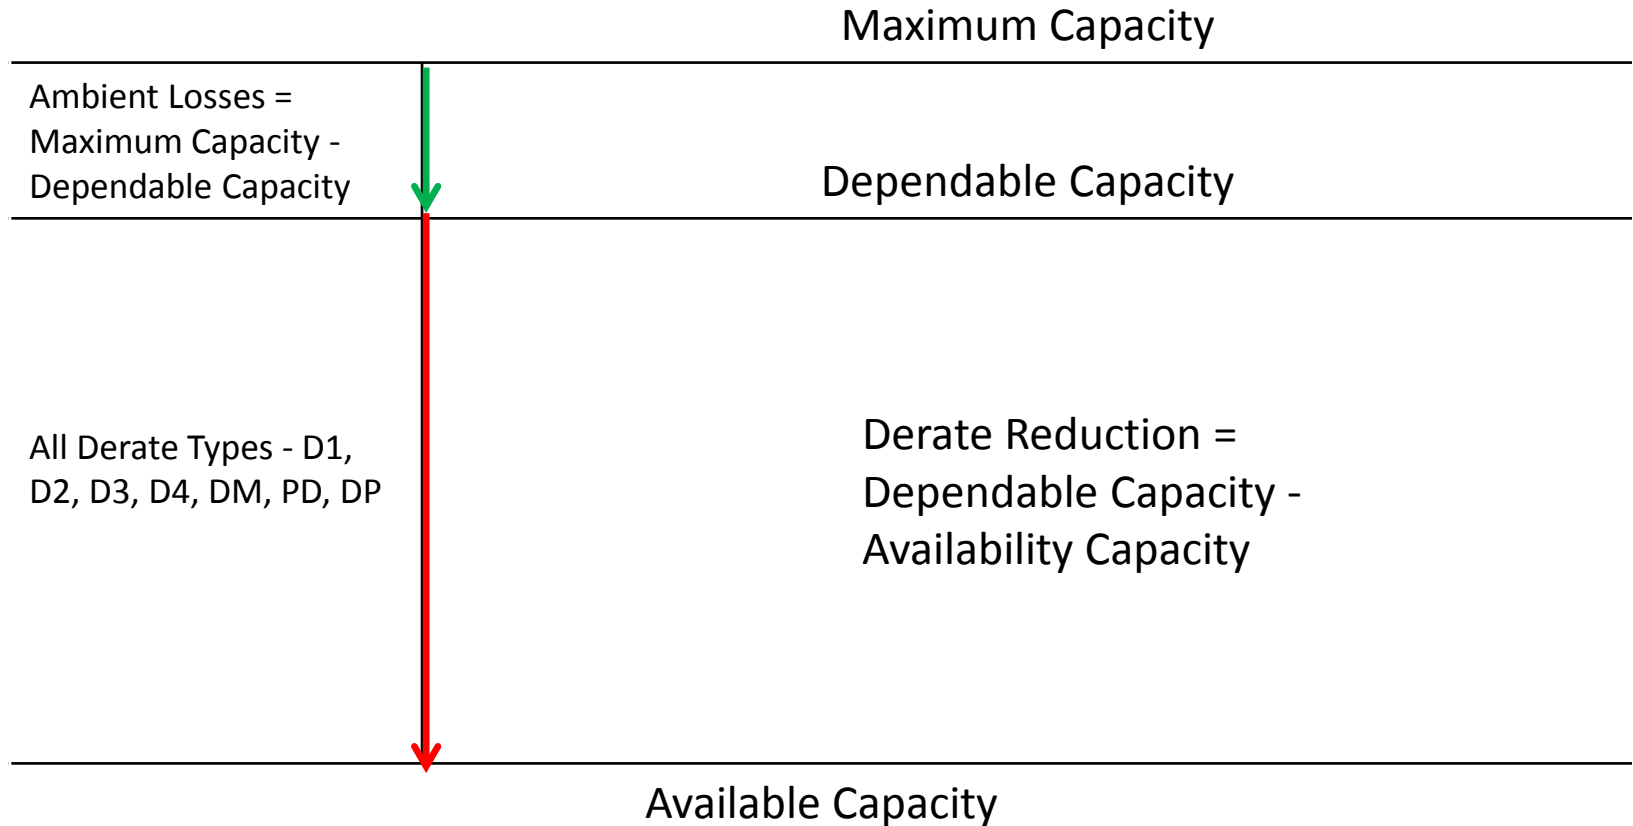 Maximum Capacity
Ambient Losses =
Maximum Capacity -
Dependable Capacity
Dependable Capacity
All Derate Types - D1,
D2, D3, D4, DM, PD, DP
Derate Reduction =
Dependable Capacity -
Availability Capacity
Available Capacity